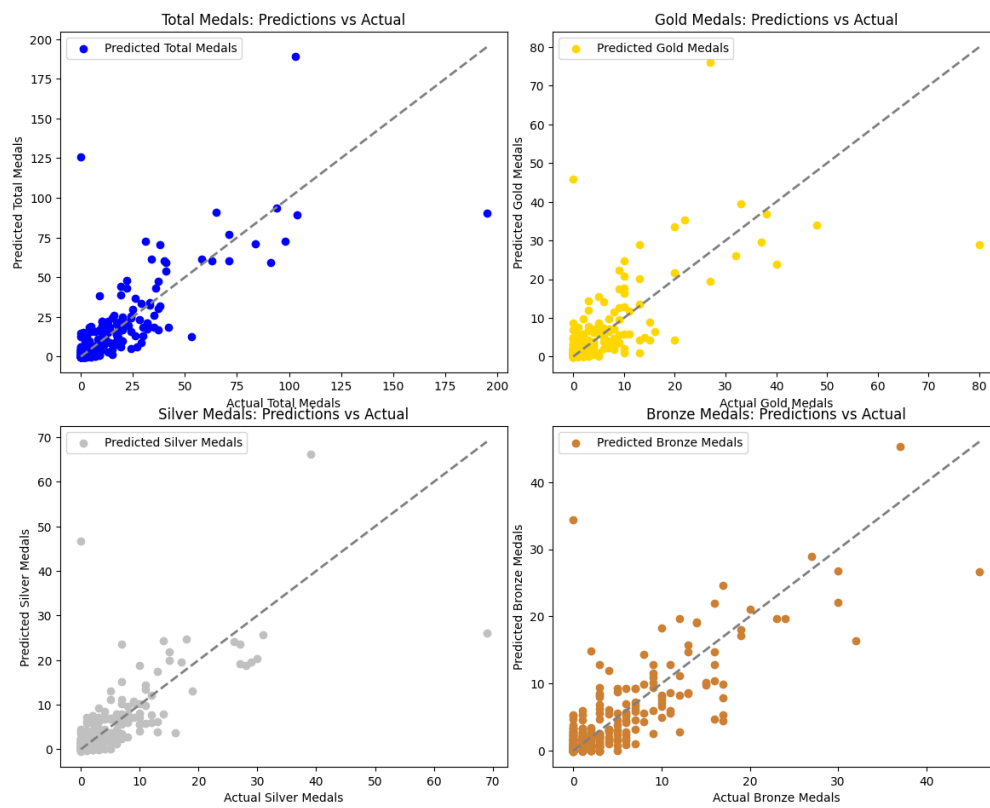 Total Medals: Predictions vs Actual
Predicted Total Medals
Predicted Total Medals
200
175
150
125
100
75
50
25
0
0 25 50 75 100 125 150 175 200
Actual Total Medals
Gold Medals: Predictions vs Actual
Predicted Gold Medals
Predicted Gold Medals
80
70
60
50
40
30
20
10
0
0 10 20 30 40 50 60 70 80
Actual Gold Medals
Silver Medals: Predictions vs Actual
Predicted Silver Medals
Predicted Silver Medals
70
60
50
40
30
20
10
0
0 10 20 30 40 50 60 70
Actual Silver Medals
Bronze Medals: Predictions vs Actual
Predicted Bronze Medals
Predicted Bronze Medals
40
30
20
10
0
0 10 20 30 40
Actual Bronze Medals